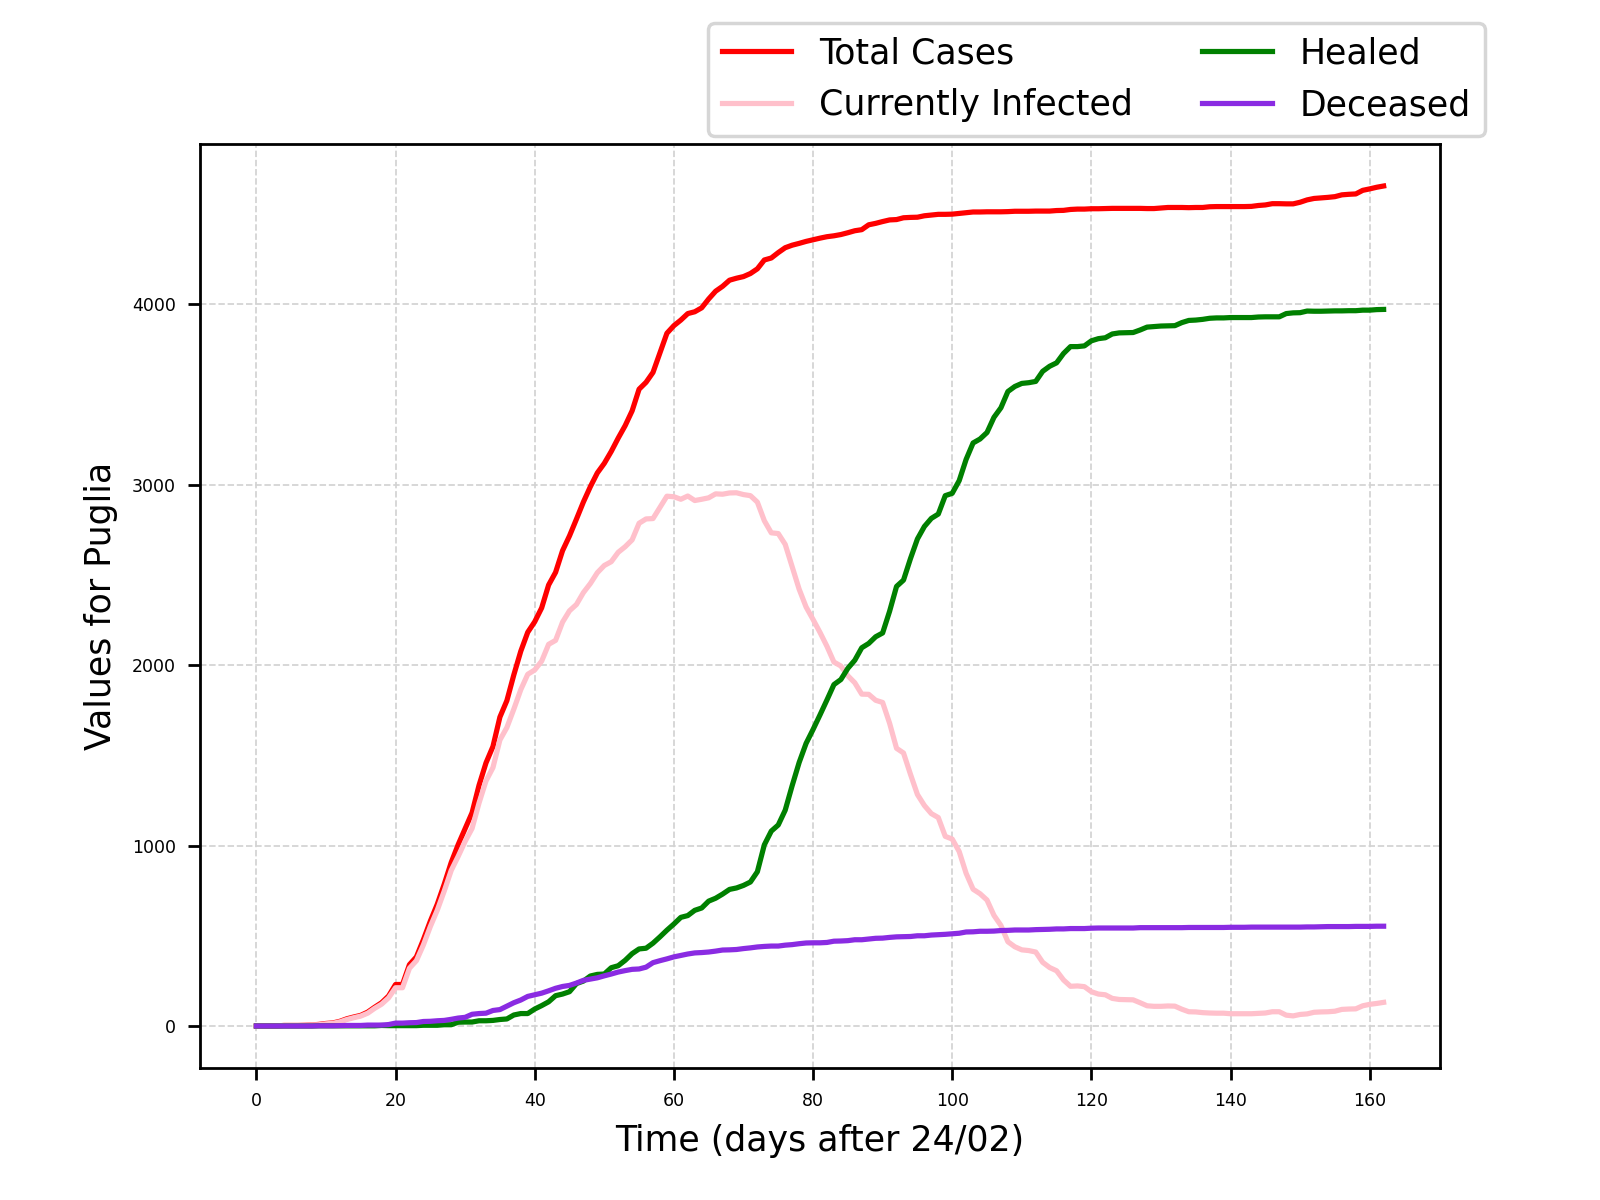 Total Cases
Currently Infected
Healed
Deceased
Values for Puglia
4000
3000
2000
1000
0
0 20 40 60 80 100 120 140 160
Time (days after 24/02)